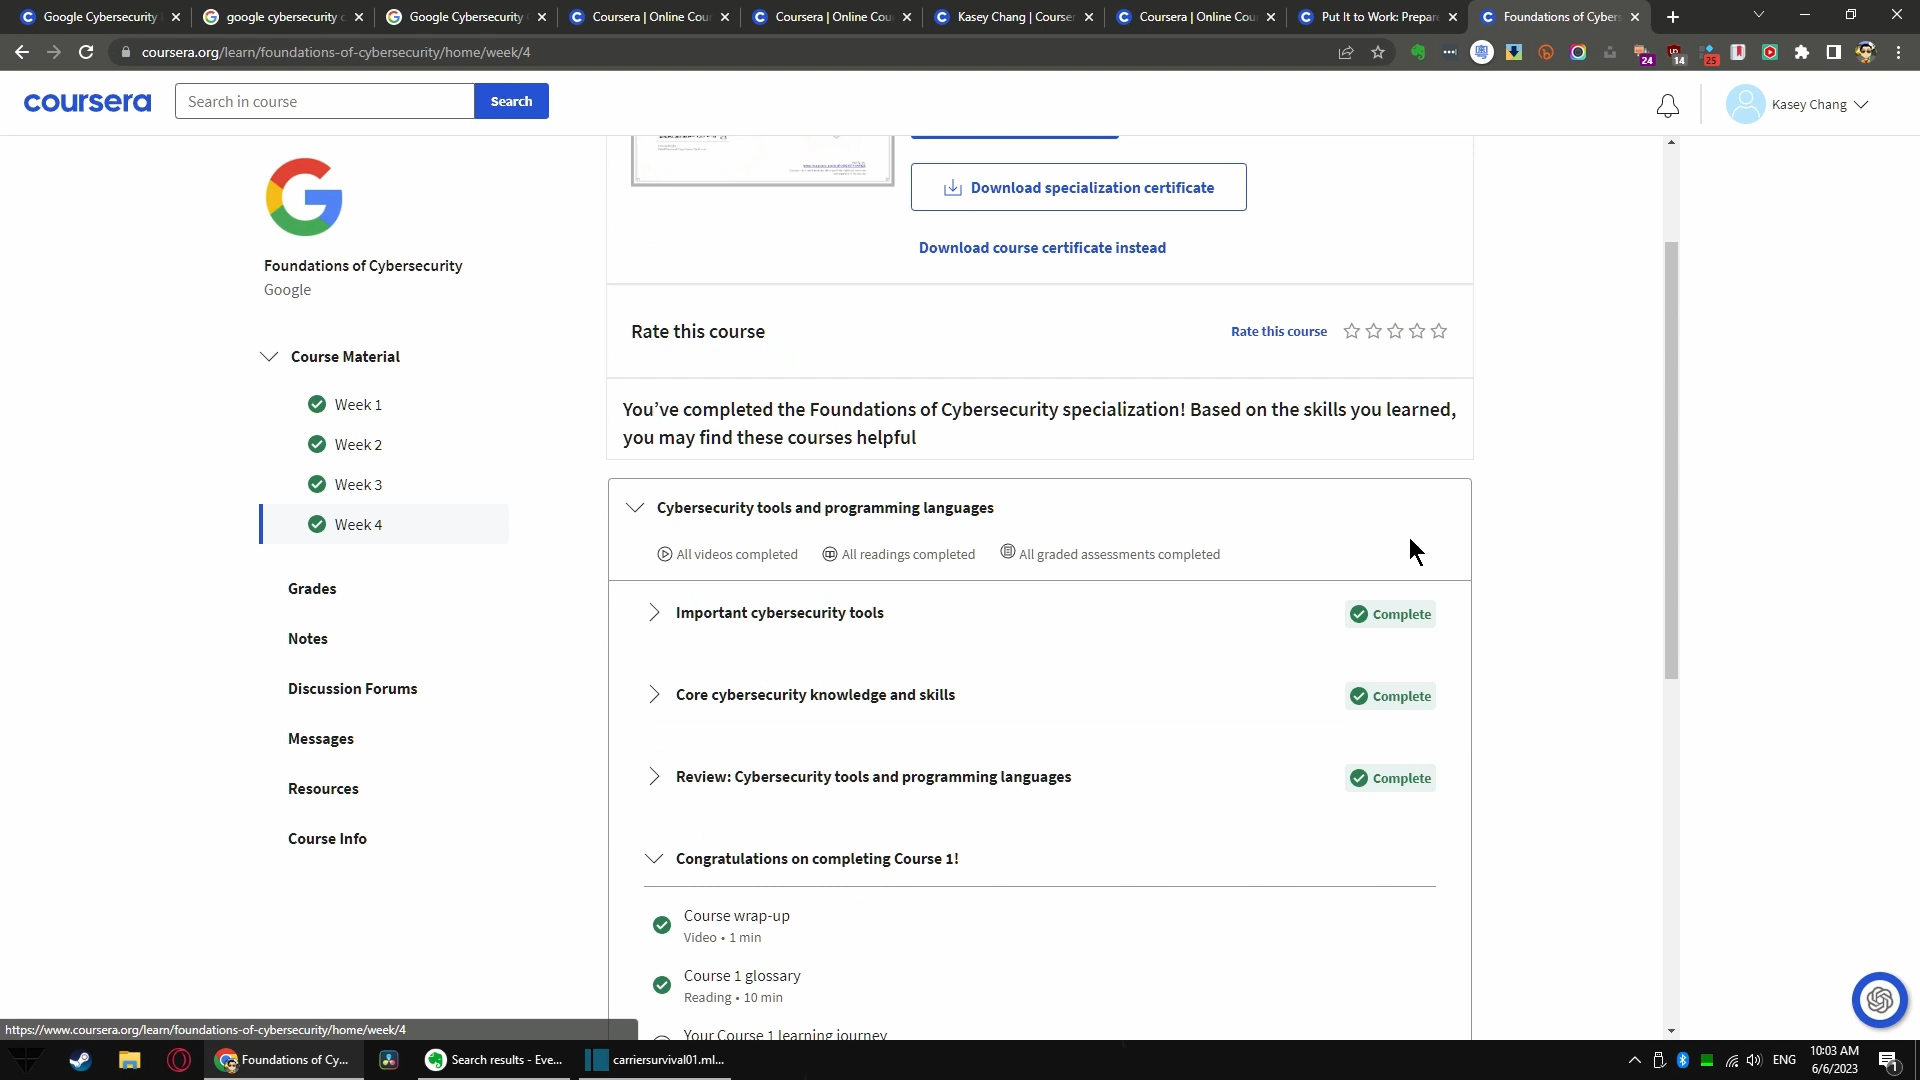 Google Cybersecurity
google cybersecurity c
Google Cybersecurity
Coursera | Online Cou
Coursera | Online Cou
Kasey Chang | Courser
Coursera | Online Cou
Put It to Work: Prepare
Foundations of Cybers
coursera.org/learn/foundations-of-cybersecurity/home/week/4
24
14
25
coursera
Search in course
Search
Kasey Chang
Download specialization certificate
Download course certificate instead
Foundations of Cybersecurity
Google
Rate this course
Rate this course
Course Material
Week 1
Week 2
Week 3
Week 4
Grades
Notes
Discussion Forums
Messages
Resources
Course Info
You've completed the Foundations of Cybersecurity specialization! Based on the skills you learned,
you may find these courses helpful
Cybersecurity tools and programming languages
All videos completed
All readings completed
All graded assessments completed
Important cybersecurity tools
Complete
Core cybersecurity knowledge and skills
Complete
Review: Cybersecurity tools and programming languages
Complete
Congratulations on completing Course 1!
Course wrap-up
Video • 1 min
Course 1 glossary
Reading • 10 min
Your Course 1 learning journey
https://www.coursera.org/learn/foundations-of-cybersecurity/home/week/4
Foundations of Cy...
Search results - Eve...
carriersurvival01.ml...
ENG
10:03 AM
6/6/2023
1